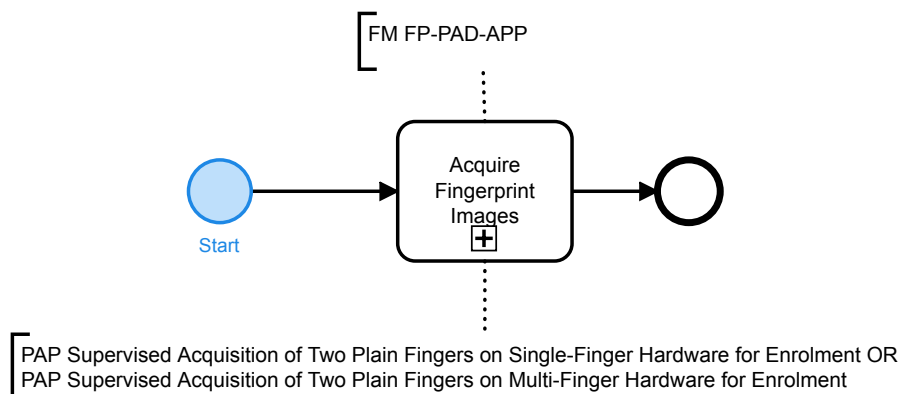 FM FP-PAD-APP
Acquire
Fingerprint
Images
Start
PAP Supervised Acquisition of Two Plain Fingers on Single-Finger Hardware for Enrolment OR
PAP Supervised Acquisition of Two Plain Fingers on Multi-Finger Hardware for Enrolment